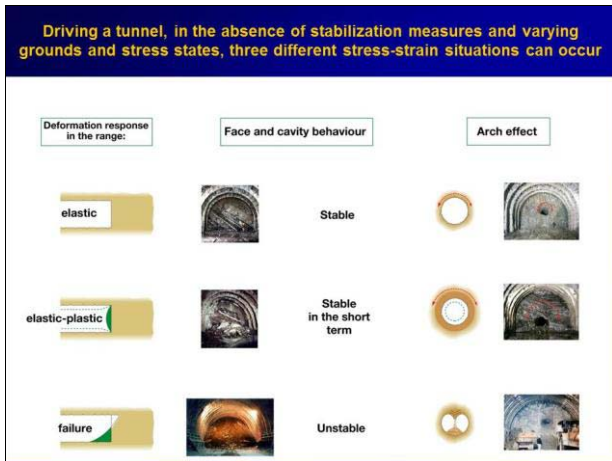 Driving a tunnel, in the absence of stabilization measures and varying
grounds and stress states, three different stress-strain situations can occur
Deformation response
in the range:
Face and cavity behaviour
Arch effect
elastic
Stable
elastic-plastic
Stable
in the short
term
failure
Unstable